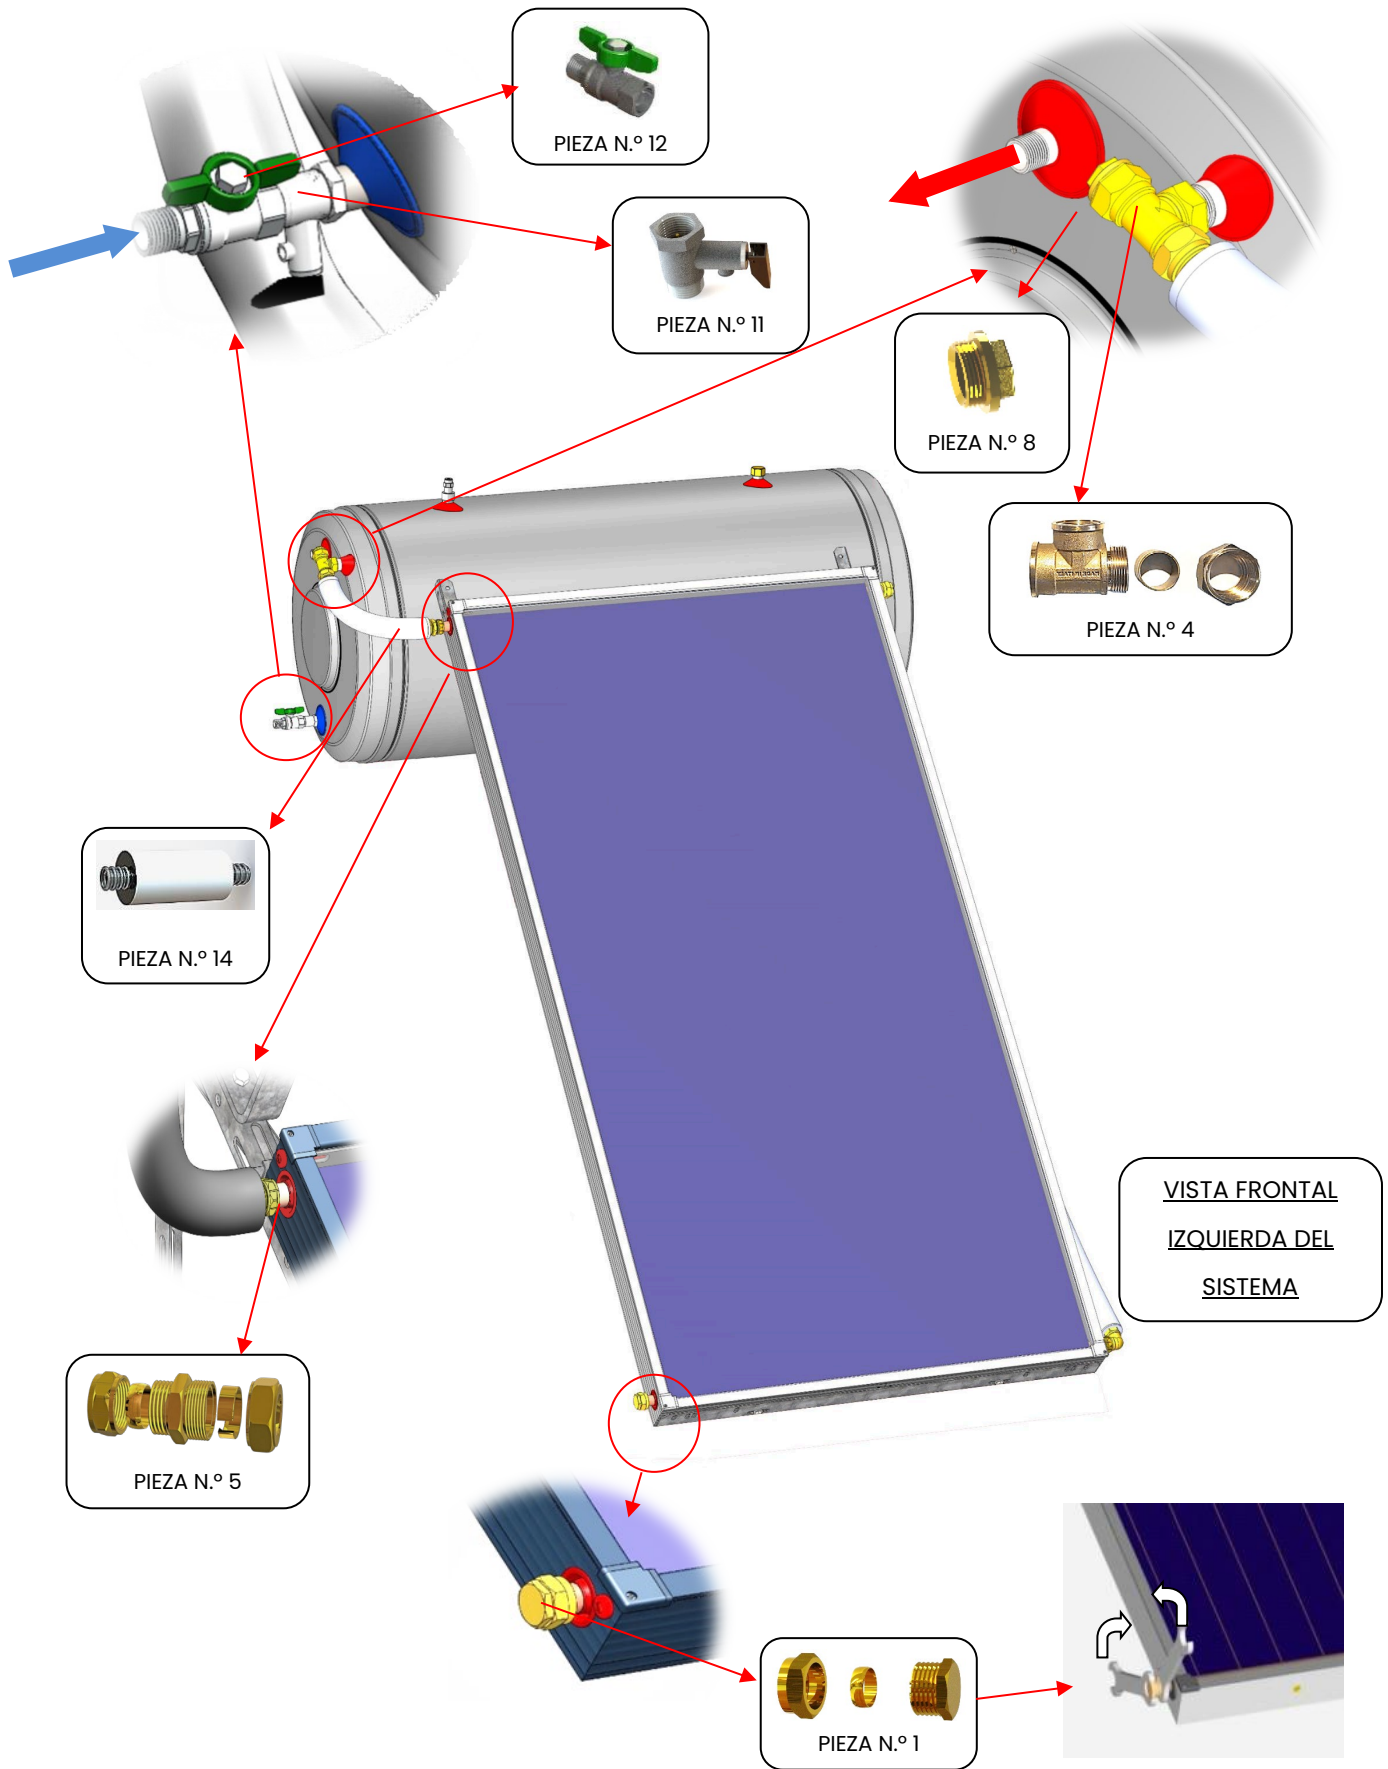 PIEZA N.º 12
PIEZA N.º 11
PIEZA N.º 8
PIEZA N.º 4
PIEZA N.º 14
VISTA FRONTAL
IZQUIERDA DEL
SISTEMA
PIEZA N.º 5
PIEZA N.º 1